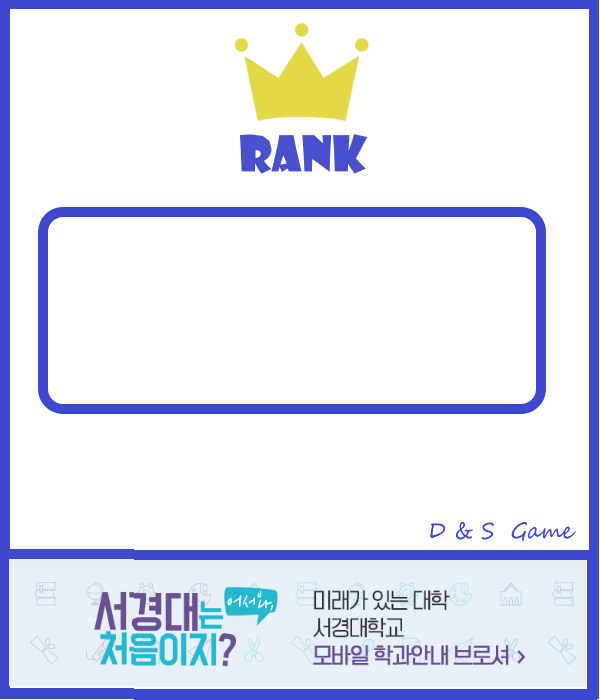 RANK
D & S Game
서경대는
어서와,
처음이지?
미래가 있는 대학
서경대학교
모바일 학과안내 브로셔 >